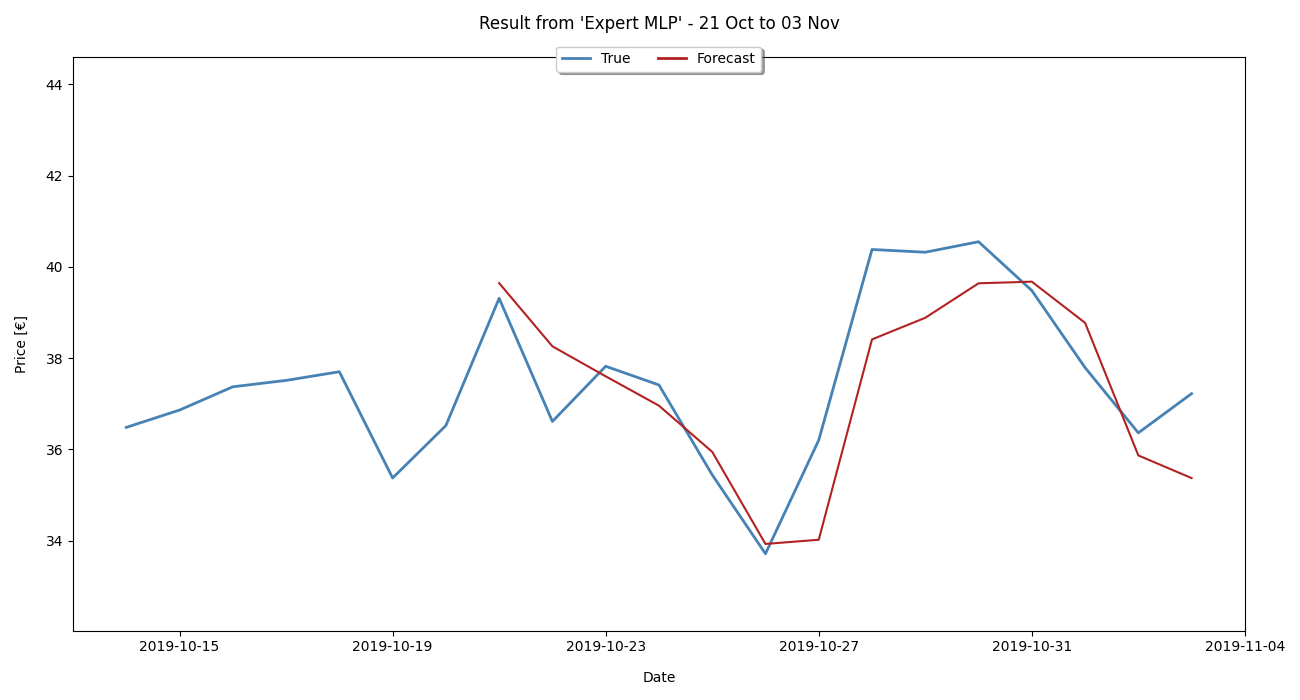 Result from 'Expert MLP' - 21 Oct to 03 Nov
True Forecast
44
42
40
38
36
34
Price [€]
2019-10-15 2019-10-19 2019-10-23 2019-10-27 2019-10-31 2019-11-04
Date